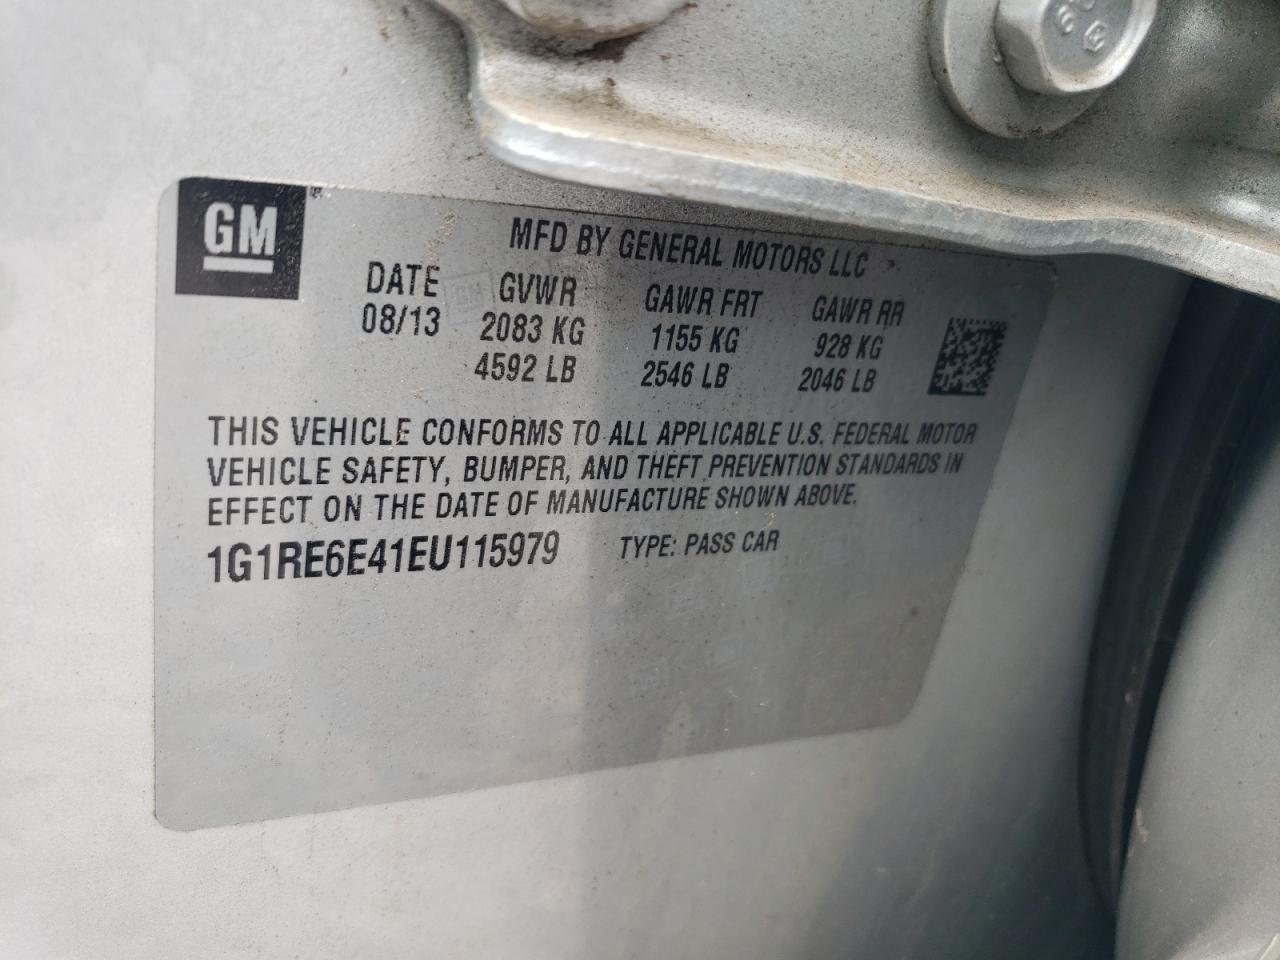 GM
MFD BY GENERAL MOTORS LLC
DATE GVWR GAWR FRT GAWR RR
08/13 2083 KG 1155 KG 928 KG
4592 LB 2546 LB 2046 LB
THIS VEHICLE CONFORMS TO ALL APPLICABLE U.S. FEDERAL MOTOR
VEHICLE SAFETY, BUMPER, AND THEFT PREVENTION STANDARDS IN
EFFECT ON THE DATE OF MANUFACTURE SHOWN ABOVE.
1G1RE6E41EU115979 TYPE: PASS CAR